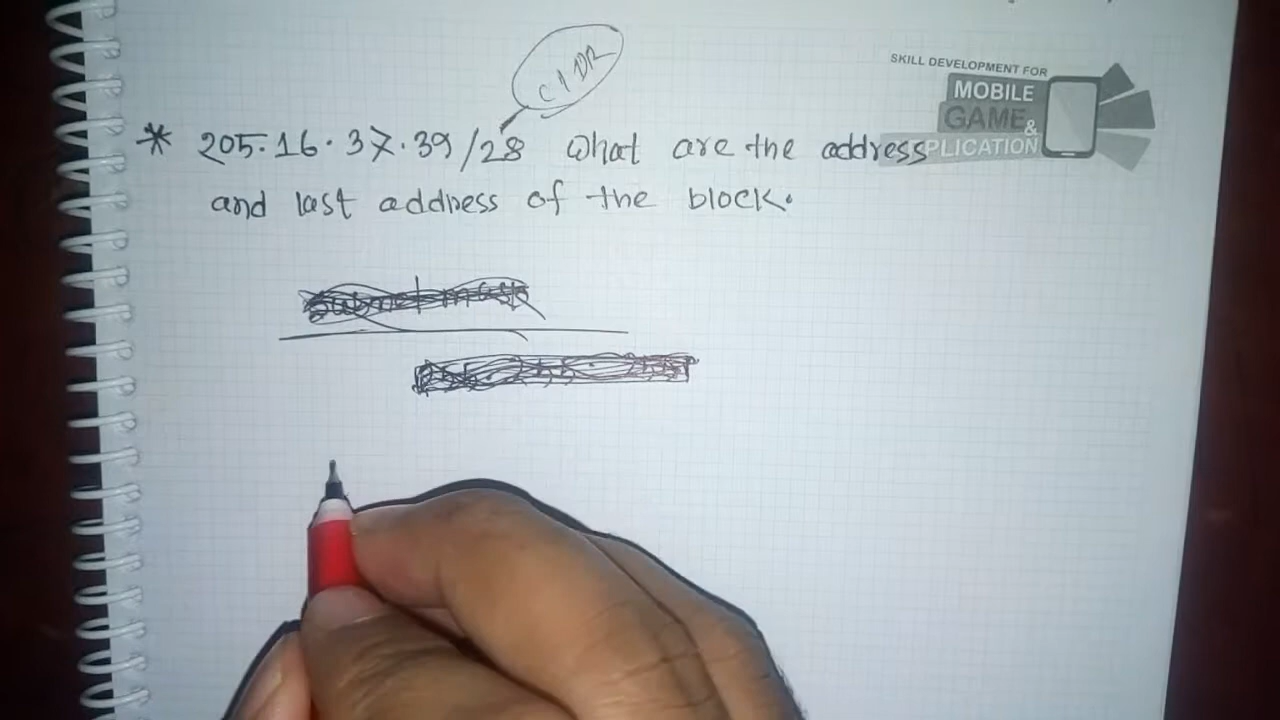 CIDR
SKILL DEVELOPMENT FOR
MOBILE
GAME &
PLICATION
* 205.16.37.39/28 What are the address
and last address of the block.